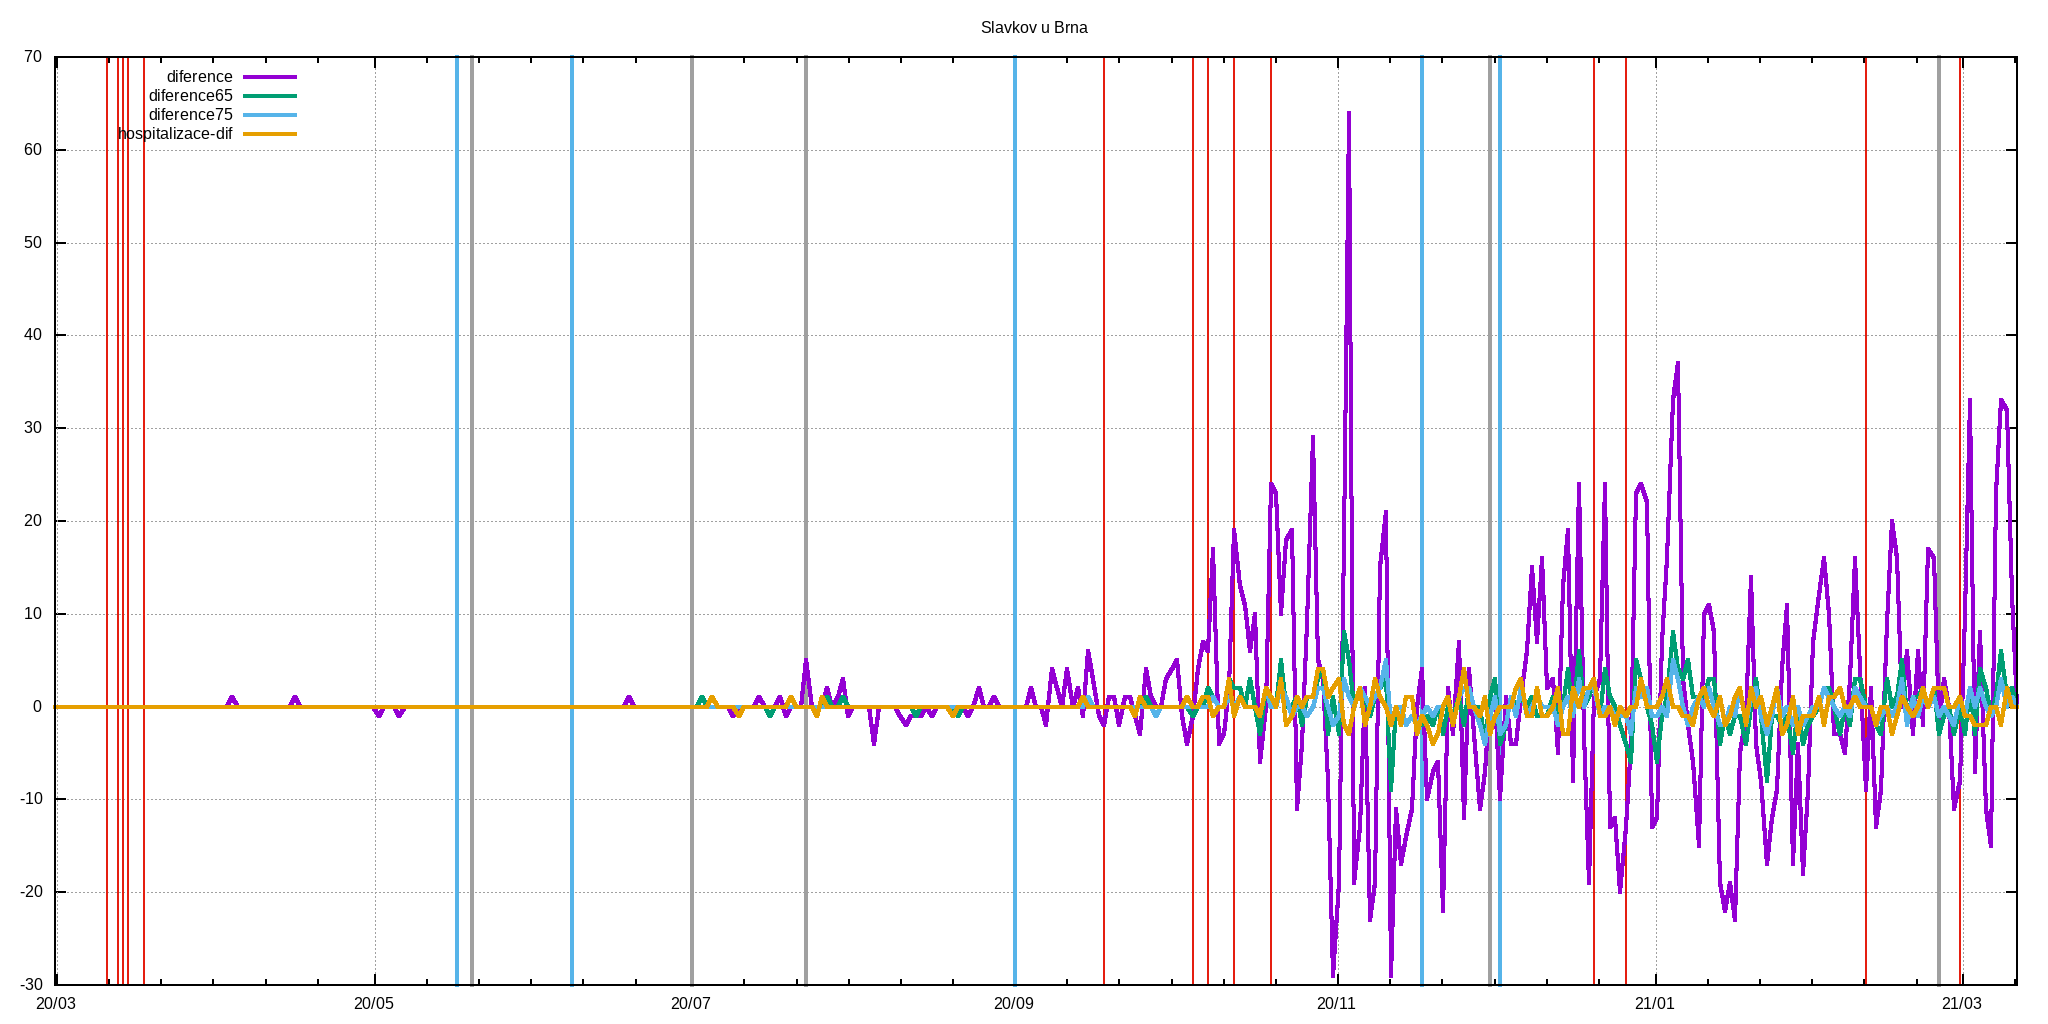 Slavkov u Brna
70
60
50
40
30
20
10
0
-10
-20
-30
diference
diference65
diference75
hospitalizace-dif
20/03 20/05 20/07 20/09 20/11 21/01 21/03